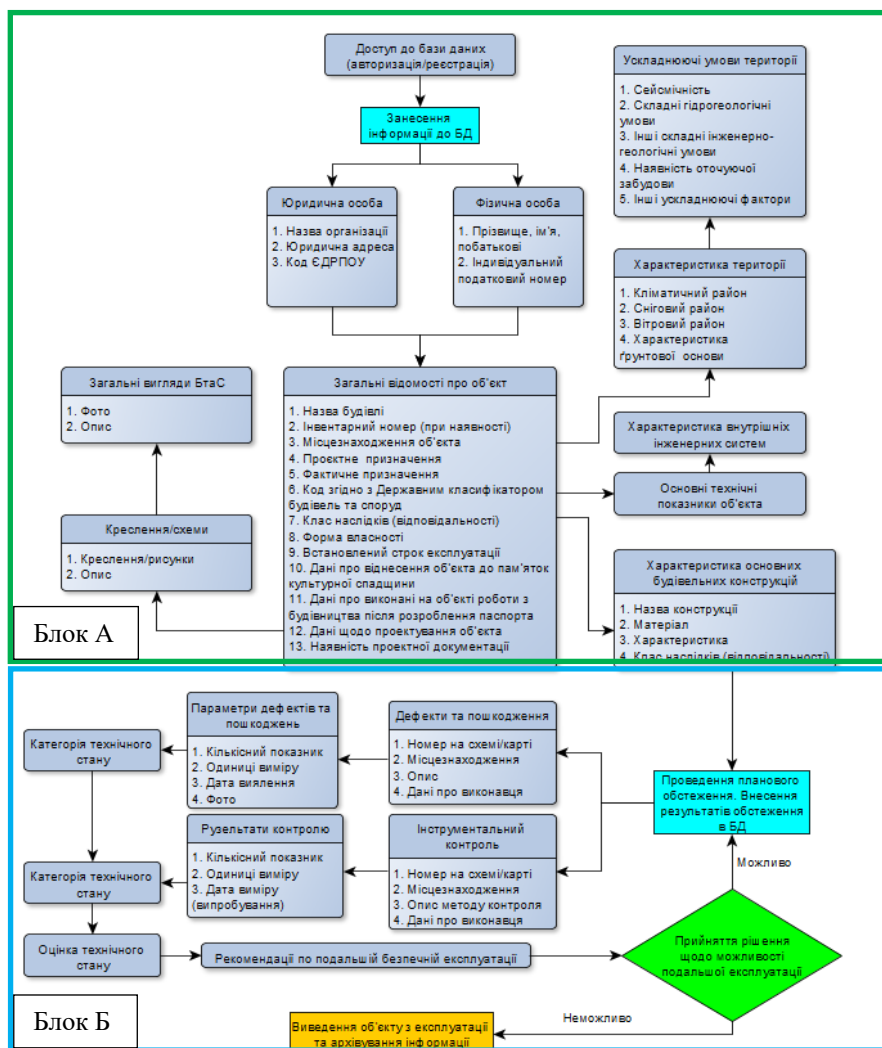 Доступ до бази даних
(авторизація/реєстрація)
Занесення
інформації до БД
Юридична особа
1. Назва організації
2. Юридична адреса
3. Код ЄДРПОУ
Фізична особа
1. Прізвище, ім'я,
побатькові
2. Індивідуальний
податковий номер
Ускладнюючі умови території
1. Сейсмічність
2. Складні гідрогеологічні
умови
3. Інші складні інженерно-
геологічні умови
4. Наявність оточуючої
забудови
5. Інші ускладнюючі фактори
Характеристика території
1. Кліматичний район
2. Сніговий район
3. Вітровий район
4. Характеристика
ґрунтової основи
Загальні вигляди БтаС
1. Фото
2. Опис
Загальні відомості про об'єкт
1. Назва будівлі
2. Інвентарний номер (при наявності)
3. Місцезнаходження об'єкта
4. Проєктне призначення
5. Фактичне призначення
6. Код згідно з Державним класифікатором
будівель та споруд
7. Клас наслідків (відповідальності)
8. Форма власності
9. Встановлений строк експлуатації
10. Дані про віднесення об'єкта до пам'яток
культурної спадщини
11. Дані про виконані на об'єкті роботи з
будівництва після розроблення паспорта
12. Дані щодо проектування об'єкта
13. Наявність проектної документації
Характеристика внутрішніх
інженерних систем
Основні технічні
показники об'єкта
Креслення/схеми
1. Креслення/рисунки
2. Опис
Характеристика основних
будівельних конструкцій
1. Назва конструкції
2. Матеріал
3. Характеристика
4. Клас наслідків (відповідальності)
Блок А
Параметри дефектів та
пошкоджень
1. Кількісний показник
2. Одиниці виміру
3. Дата виялення
4. Фото
Дефекти та пошкодження
1. Номер на схемі/карті
2. Місцезнаходження
3. Опис
4. Дані про виконавця
Категорія технічного
стану
Проведення планового
обстеження. Внесення
результатів обстеження
в БД
Рузельтати контролю
1. Кількісний показник
2. Одиниці виміру
3. Дата виміру
(випробування)
Інструментальний
контроль
1. Номер на схемі/карті
2. Місцезнаходження
3. Опис методу контроля
4. Дані про виконавця
Можливо
Категорія технічного
стану
Оцінка технічного
стану
Рекомендації по подальшій безпечній експлуатації
Прийняття рішення
щодо можливості
подальшої експлуатації
Неможливо
Виведення об'єкту з експлуатації
та архівування інформації
Блок Б